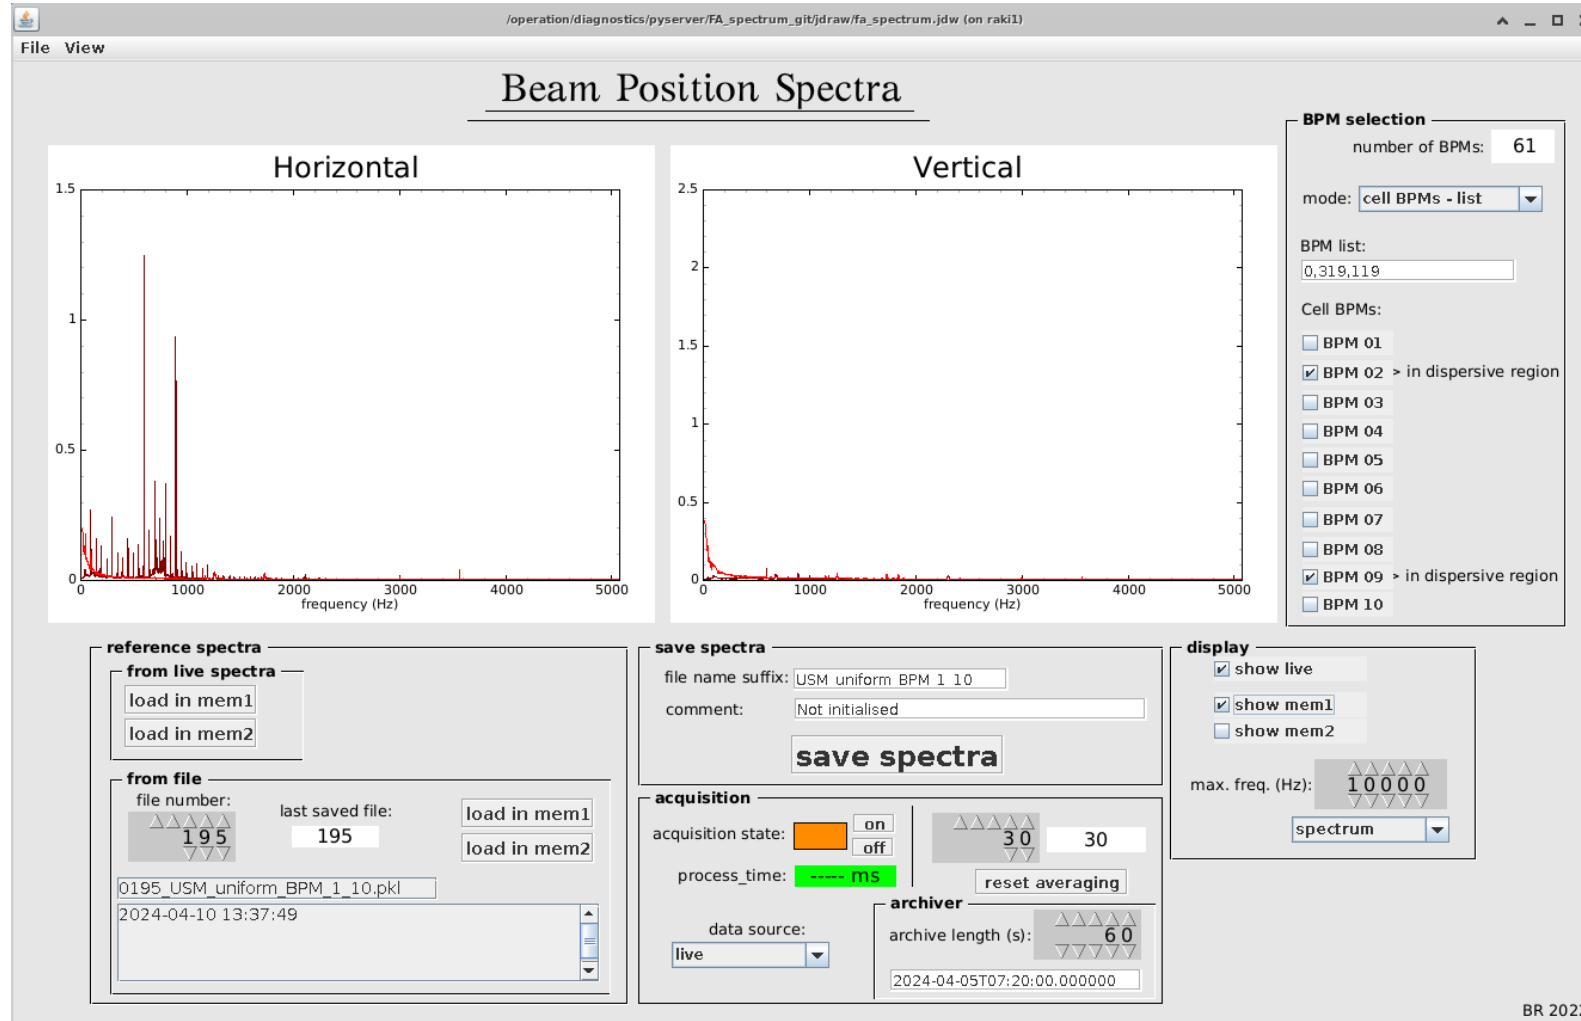 /operation/diagnostics/pyserver/FA_spectrum_git/jdraw/fa_spectrum.jdw (on raki1)
File View
Beam Position Spectra
Horizontal
1.5
1
0.5
0
0 1000 2000 3000 4000 5000
frequency (Hz)
Vertical
2.5
2
1.5
1
0.5
0
0 1000 2000 3000 4000 5000
frequency (Hz)
BPM selection
number of BPMs: 61
mode: cell BPMs - list
BPM list:
0,319,119
Cell BPMs:
BPM 01
BPM 02 > in dispersive region
BPM 03
BPM 04
BPM 05
BPM 06
BPM 07
BPM 08
BPM 09 > in dispersive region
BPM 10
reference spectra
from live spectra
load in mem1
load in mem2
from file
file number:
195
last saved file:
195
load in mem1
load in mem2
0195_USM_uniform_BPM_1_10.pkl
2024-04-10 13:37:49
save spectra
file name suffix: USM_uniform_BPM_1_10
comment: Not initialised
save spectra
acquisition
acquisition state: on
off
process_time: ----- ms
30 30
reset averaging
data source:
live
archiver
archive length (s): 60
2024-04-05T07:20:00.000000
display
show live
show mem1
show mem2
max. freq. (Hz): 10000
spectrum